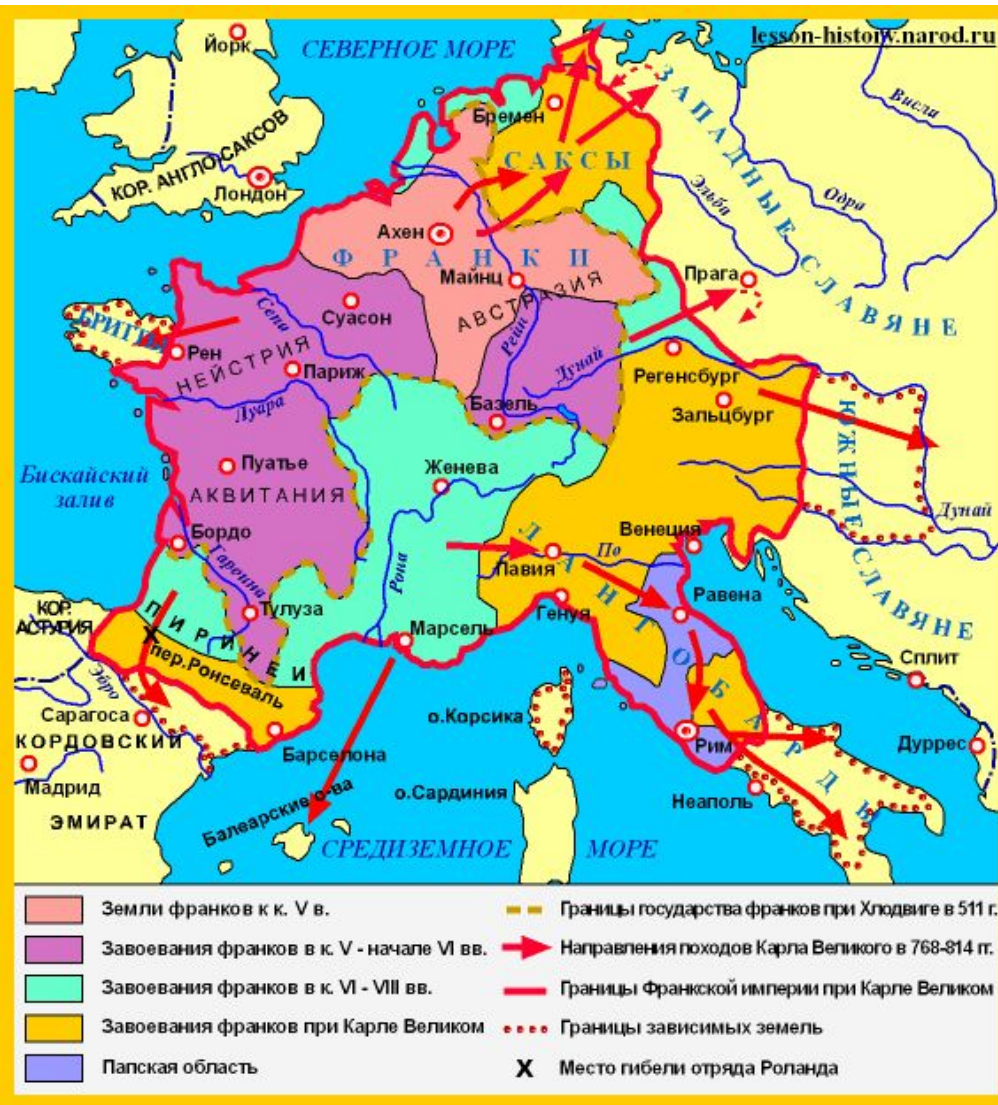 lesson-history.narod.ru
Йорк
СЕВЕРНОЕ МОРЕ
КОР. АНГЛО-САКСОВ
Лондон
Бремен
САКСЫ
ЗАПАДНЫЕ СЛАВЯНЕ
Висла
Одра
Эльба
Ахен
ФРАНКИ
Майнц
АВСТРАЗИЯ
Прага
Суасон
Сена
Рейн
БРИТТЫ
Рен
НЕЙСТРИЯ
Париж
Луара
Дунай
Регенсбург
Базель
Зальцбург
ЮЖНЫЕ СЛАВЯНЕ
Бискайский
залив
Пуатье
АКВИТАНИЯ
Женева
Бордо
Гаронна
Рона
Венеция
Дунай
ЛАНГОБАРДЫ
По
Павия
Генуя
Равена
КОР.
АСТУРИЯ
ПИРИНЕИ
Тулуза
Марсель
пер.Ронсеваль
Эбро
Сплит
Сарагоса
КОРДОВСКИЙ
ЭМИРАТ
Мадрид
Барселона
о.Корсика
Рим
Дуррес
Балеарские о-ва
о.Сардиния
Неаполь
СРЕДИЗЕМНОЕ МОРЕ
Земли франков к к. V в.
Завоевания франков в к. V - начале VI вв.
Завоевания франков в к. VI - VIII вв.
Завоевания франков при Карле Великом
Папская область
Границы государства франков при Хлодвиге в 511 г.
Направления походов Карла Великого в 768-814 гг.
Границы Франкской империи при Карле Великом
Границы зависимых земель
X Место гибели отряда Роланда